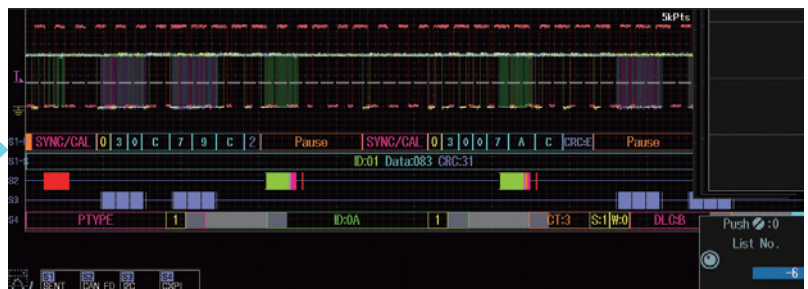 5kPts
T
S1-F SYNC/CAL 0 3 0 C 7 9 C 2 Pause SYNC/CAL 0 3 0 0 7 A C CRC:E Pause
S1-S ID:01 Data:083 CRC:31
S2
S3
S4 PTYPE 1 ID:0A 1 CT:3 S:1 W:0 DLC:B
Push :0
List No.
-6
S1 S2 S3 S4
SENT CAN FD I2C CXPI